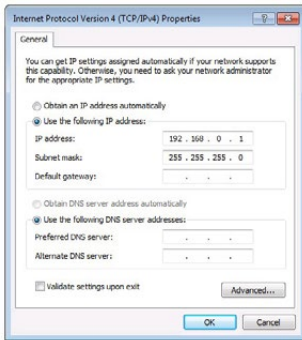 Internet Protocol Version 4 (TCP/IPv4) Properties
General
You can get IP settings assigned automatically if your network supports
this capability. Otherwise, you need to ask your network administrator
for the appropriate IP settings.
Obtain an IP address automatically
Use the following IP address:
IP address: 192 . 168 . 0 . 1
Subnet mask: 255 . 255 . 255 . 0
Default gateway: . . .
Obtain DNS server address automatically
Use the following DNS server addresses:
Preferred DNS server: . . .
Alternate DNS server: . . .
Validate settings upon exit
Advanced...
OK Cancel